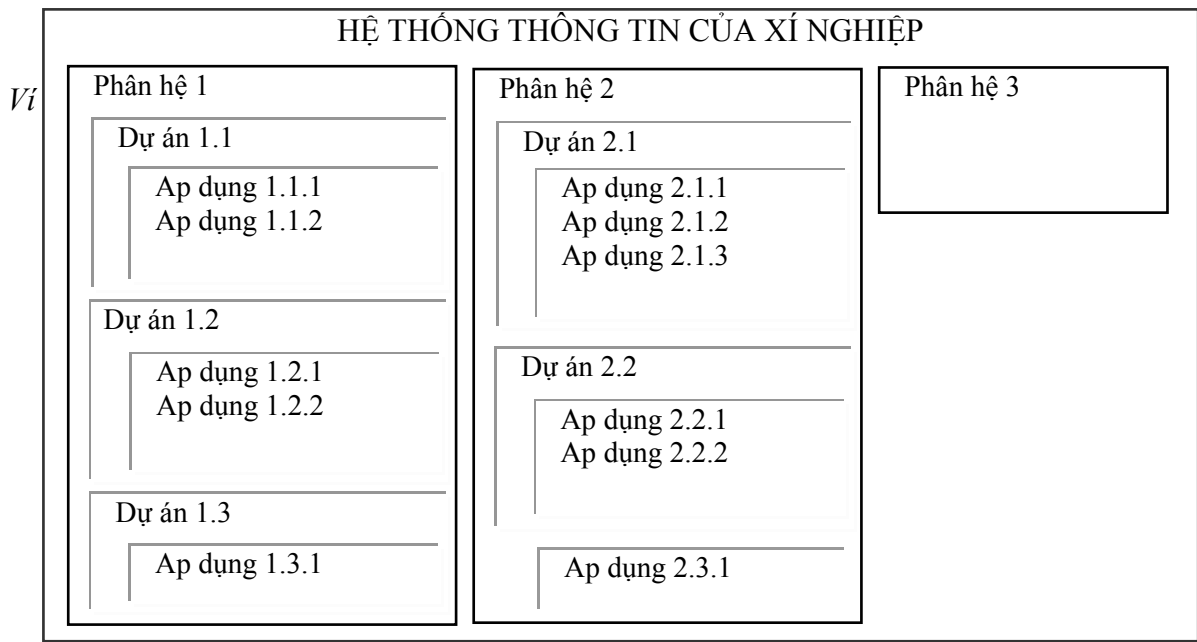 HỆ THỐNG THÔNG TIN CỦA XÍ NGHIỆP
Ví
Phân hệ 1
Dự án 1.1
Ap dụng 1.1.1
Ap dụng 1.1.2
Dự án 1.2
Ap dụng 1.2.1
Ap dụng 1.2.2
Dự án 1.3
Ap dụng 1.3.1
Phân hệ 2
Dự án 2.1
Ap dụng 2.1.1
Ap dụng 2.1.2
Ap dụng 2.1.3
Dự án 2.2
Ap dụng 2.2.1
Ap dụng 2.2.2
Ap dụng 2.3.1
Phân hệ 3